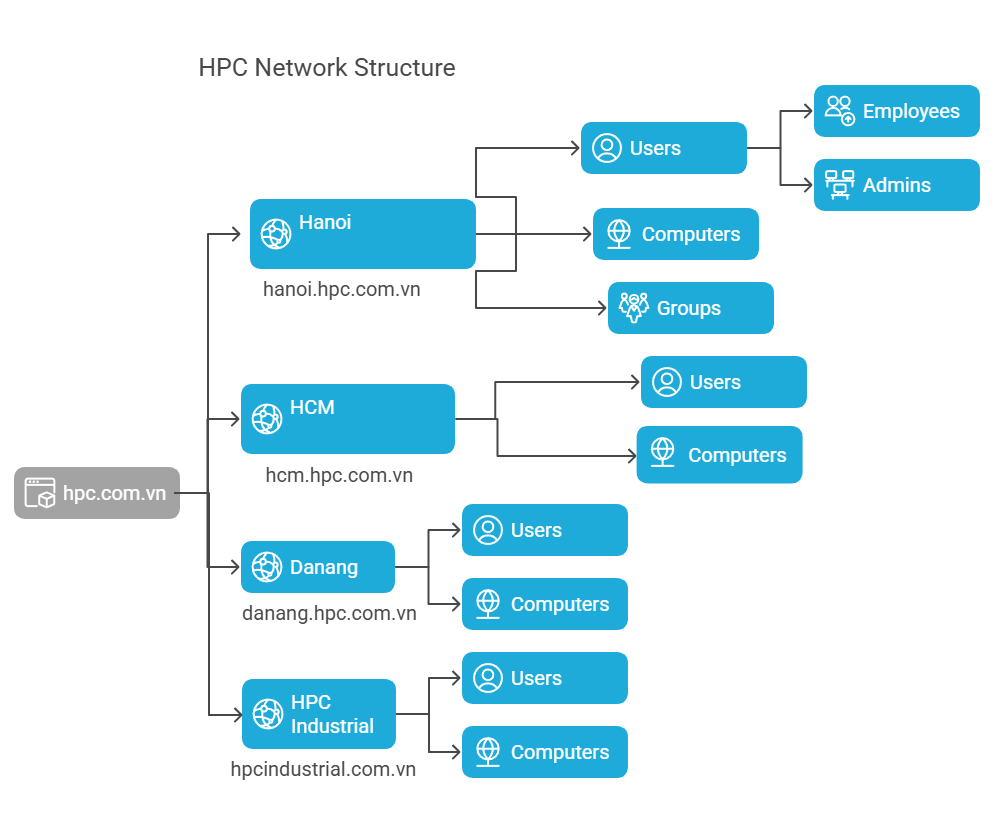 HPC Network Structure
hpc.com.vn
Hanoi
hanoi.hpc.com.vn
Users
Employees
Admins
Computers
Groups
HCM
hcm.hpc.com.vn
Users
Computers
Danang
danang.hpc.com.vn
Users
Computers
HPC
Industrial
hpcindustrial.com.vn
Users
Computers